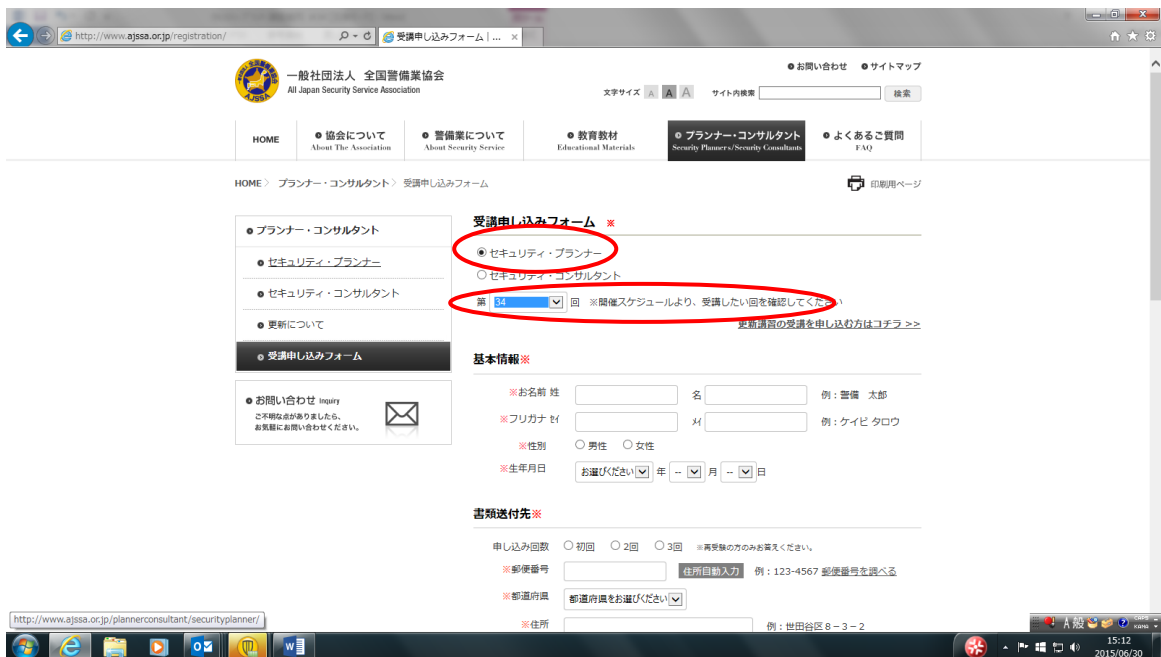 http://www.ajssa.or.jp/registration/
受講申し込みフォーム | ...
一般社団法人 全国警備業協会
All Japan Security Service Association
AJSSA
お問い合わせ サイトマップ
文字サイズ A A A サイト内検索 検索
HOME
協会について
About The Association
警備業について
About Security Service
教育教材
Educational Materials
プランナー・コンサルタント
Security Planners/Security Consultants
よくあるご質問
FAQ
HOME > プランナー・コンサルタント > 受講申し込みフォーム
印刷用ページ
プランナー・コンサルタント
セキュリティ・プランナー
セキュリティ・コンサルタント
更新について
受講申し込みフォーム
お問い合わせ Inquiry
ご不明な点がありましたら、
お気軽にお問い合わせください。
受講申し込みフォーム ※
セキュリティ・プランナー
セキュリティ・コンサルタント
第 34 回 ※開催スケジュールより、受講したい回を確認してください
更新講習の受講を申し込む方はコチラ >>
基本情報※
※お名前 姓 名 例：警備 太郎
※フリガナ セイ メイ 例：ケイビ タロウ
※性別 男性 女性
※生年月日 お選びください 年 -- 月 -- 日
書類送付先※
申し込み回数 初回 2回 3回 ※再受験の方のみお答えください。
※郵便番号 住所自動入力 例：123-4567 郵便番号を調べる
※都道府県 都道府県をお選びください
※住所 例：世田谷区８－３－２
http://www.ajssa.or.jp/plannerconsultant/securityplanner/
A 般
CAPS
KANA
15:12
2015/06/30